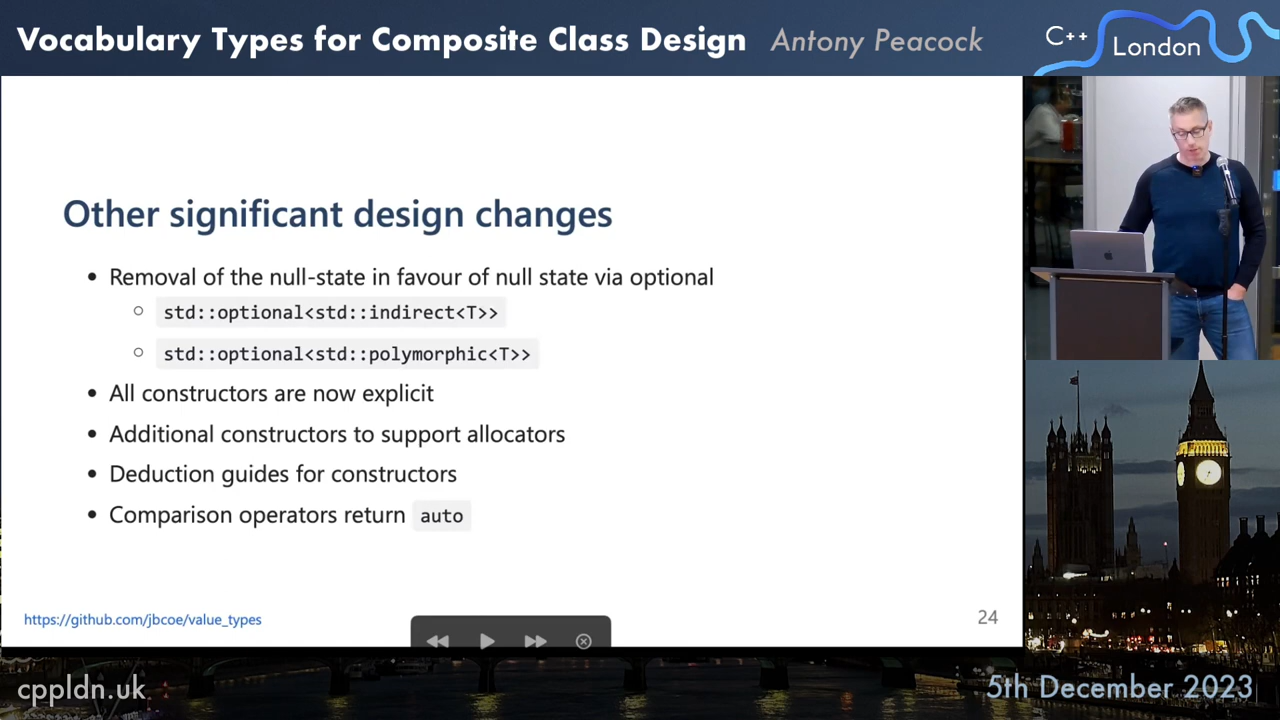 Vocabulary Types for Composite Class Design Antony Peacock
C++
London
Other significant design changes
• Removal of the null-state in favour of null state via optional
○ std::optional<std::indirect<T>>
○ std::optional<std::polymorphic<T>>
• All constructors are now explicit
• Additional constructors to support allocators
• Deduction guides for constructors
• Comparison operators return auto
https://github.com/jbcoe/value_types
24
cppldn.uk
5th December 2023